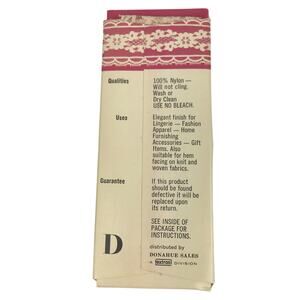 Qualities
100% Nylon —
Will not cling.
Wash or
Dry Clean
USE NO BLEACH.
Uses
Elegant finish for
Lingerie — Fashion
Apparel — Home
Furnishing
Accessories — Gift
Items. Also
suitable for hem
facing on knit and
woven fabrics.
Guarantee
If this product
should be found
defective it will be
replaced upon
its return.
SEE INSIDE OF
PACKAGE FOR
INSTRUCTIONS.
D
distributed by
DONAHUE SALES
A textron DIVISION